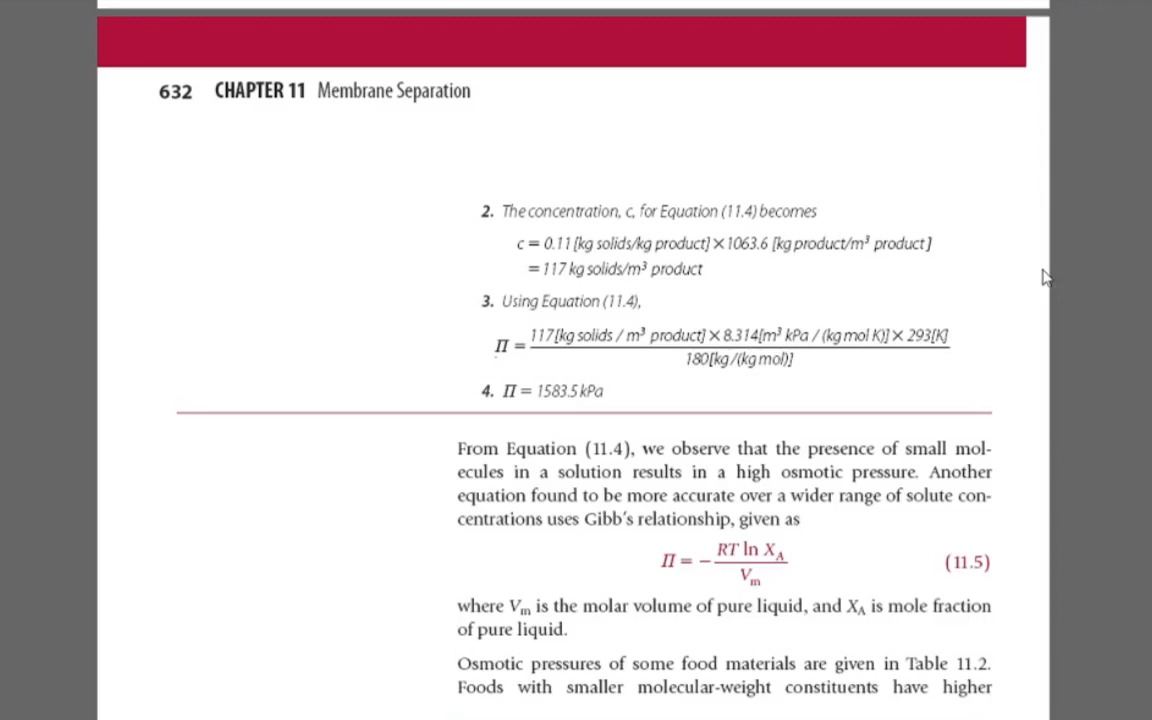 632 CHAPTER 11 Membrane Separation
2. The concentration, c, for Equation (11.4) becomes
c = 0.11 [kg solids/kg product] × 1063.6 [kg product/m³ product]
= 117 kg solids/m³ product
3. Using Equation (11.4),
Π = 117[kg solids / m³ product] × 8.314[m³ kPa / (kg mol K)] × 293[K]
180[kg/(kg mol)]
4. Π = 1583.5 kPa
From Equation (11.4), we observe that the presence of small mol-
ecules in a solution results in a high osmotic pressure. Another
equation found to be more accurate over a wider range of solute con-
centrations uses Gibb's relationship, given as
Π = − RT ln X_A / V_m (11.5)
where V_m is the molar volume of pure liquid, and X_A is mole fraction
of pure liquid.
Osmotic pressures of some food materials are given in Table 11.2.
Foods with smaller molecular-weight constituents have higher